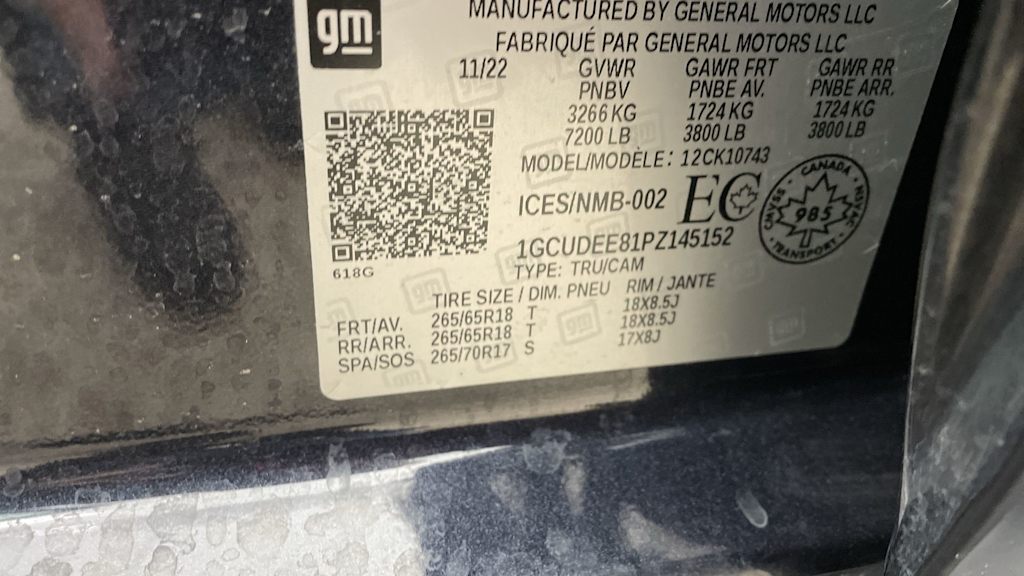 gm
MANUFACTURED BY GENERAL MOTORS LLC
FABRIQUÉ PAR GENERAL MOTORS LLC
11/22 GVWR GAWR FRT GAWR RR
PNBV PNBE AV. PNBE ARR.
3266 KG 1724 KG 1724 KG
7200 LB 3800 LB 3800 LB
MODEL/MODÈLE: 12CK10743
ICES/NMB-002 EC
CANADA
CMVSS NSVAC
985
TRANSPORT
1GCUDEE81PZ145152
618G
TYPE: TRU/CAM
TIRE SIZE / DIM. PNEU RIM / JANTE
FRT/AV. 265/65R18 T 18X8.5J
RR/ARR. 265/65R18 T 18X8.5J
SPA/SOS 265/70R17 S 17X8J